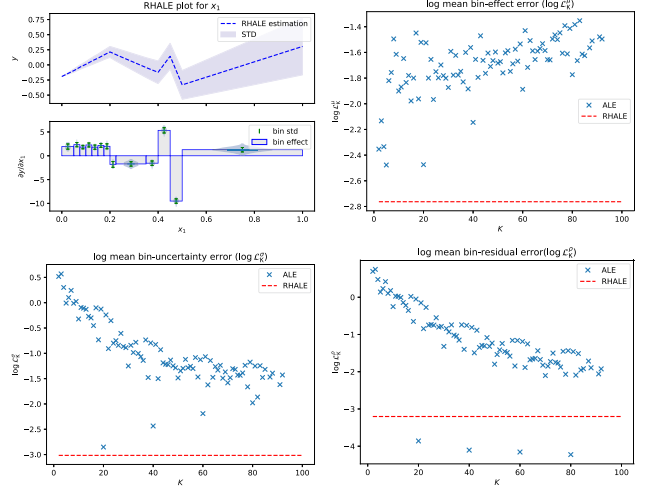 RHALE plot for x₁
RHALE estimation
STD
y
0.75
0.50
0.25
0.00
−0.25
−0.50
bin std
bin effect
∂y/∂x₁
5
0
−5
−10
0.0 0.2 0.4 0.6 0.8 1.0
x₁
log mean bin-effect error (log ℒ_K^μ)
ALE
RHALE
log ℒ_K^μ
−1.4
−1.6
−1.8
−2.0
−2.2
−2.4
−2.6
−2.8
0 20 40 60 80 100
K
log mean bin-uncertainty error (log ℒ_K^σ)
ALE
RHALE
log ℒ_K^σ
0.5
0.0
−0.5
−1.0
−1.5
−2.0
−2.5
−3.0
0 20 40 60 80 100
K
log mean bin-residual error(log ℒ_K^ρ)
ALE
RHALE
log ℒ_K^ρ
0
−1
−2
−3
−4
0 20 40 60 80 100
K